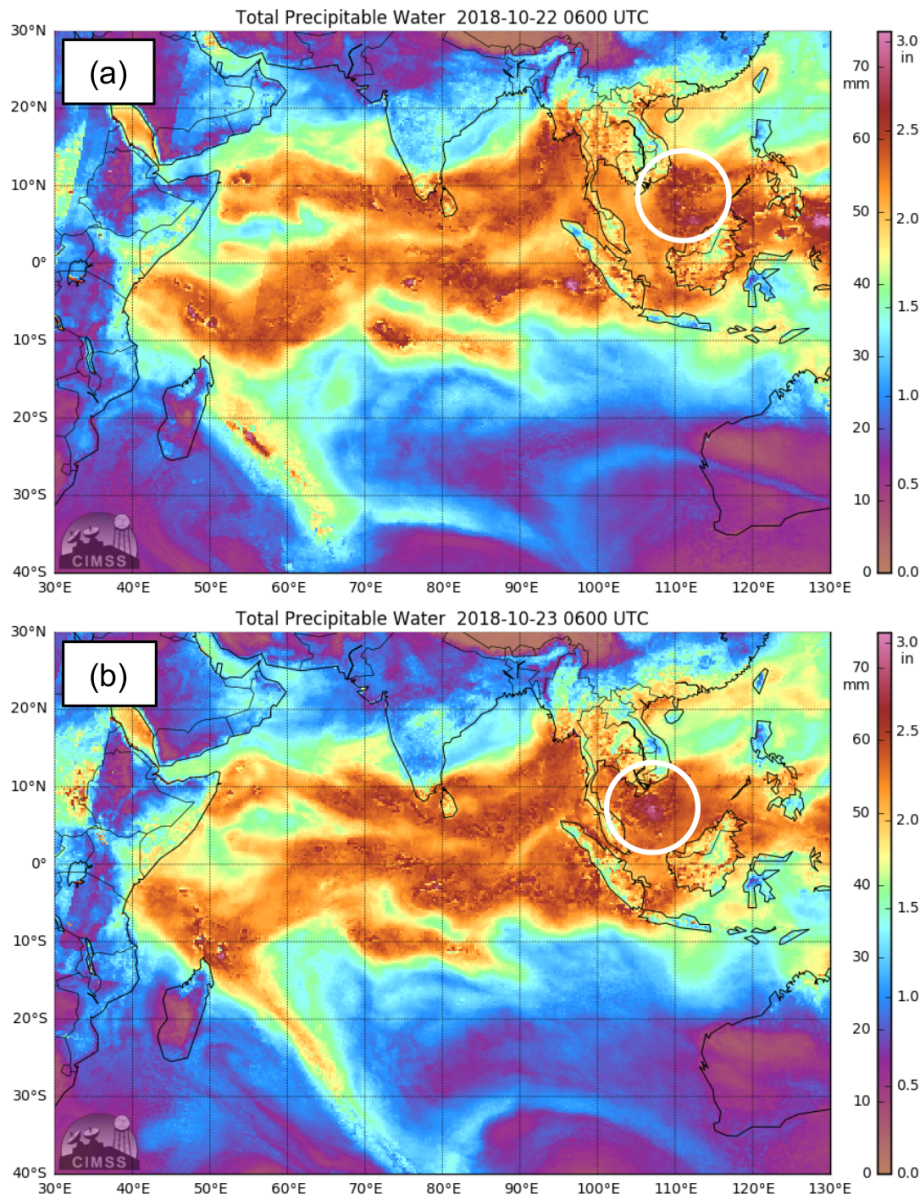 Total Precipitable Water 2018-10-22 0600 UTC
(a)
30°N
20°N
10°N
0°
10°S
20°S
30°S
40°S
30°E 40°E 50°E 60°E 70°E 80°E 90°E 100°E 110°E 120°E 130°E
CIMSS
70
mm
60
50
40
30
20
10
0
3.0
in
2.5
2.0
1.5
1.0
0.5
0.0
Total Precipitable Water 2018-10-23 0600 UTC
(b)
30°N
20°N
10°N
0°
10°S
20°S
30°S
40°S
30°E 40°E 50°E 60°E 70°E 80°E 90°E 100°E 110°E 120°E 130°E
CIMSS
70
mm
60
50
40
30
20
10
0
3.0
in
2.5
2.0
1.5
1.0
0.5
0.0